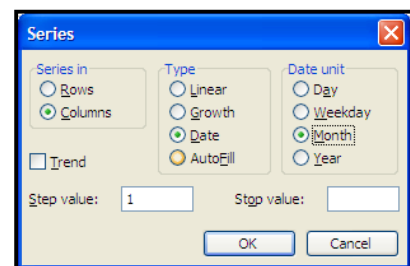 Series
Series in
Rows
Columns
Trend
Type
Linear
Growth
Date
AutoFill
Date unit
Day
Weekday
Month
Year
Step value: 1
Stop value:
OK
Cancel